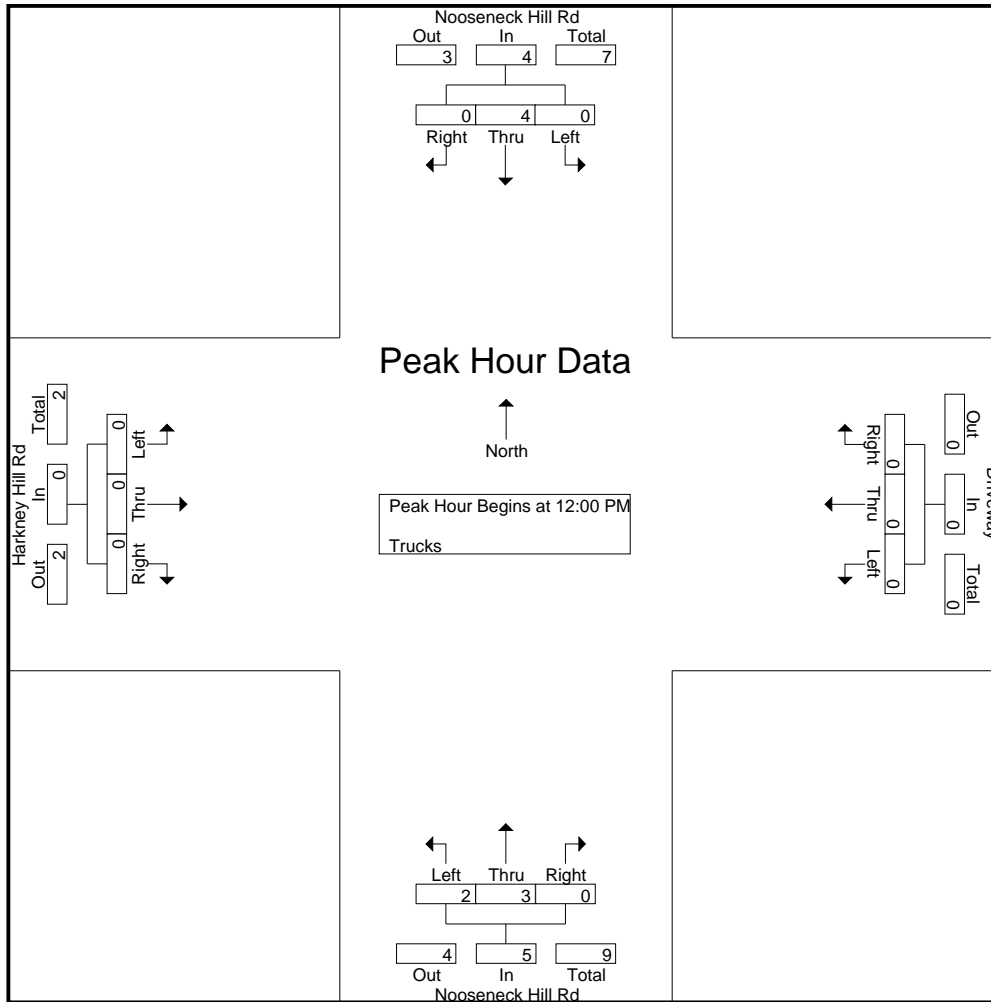 Nooseneck Hill Rd
Out In Total
3 4 7
0 4 0
Right Thru Left
Peak Hour Data
North
Peak Hour Begins at 12:00 PM
Trucks
Harkney Hill Rd
Out In Total
2 0 2
0 0 0
Right Thru Left
Driveway
Out In Total
0 0 0
Right Thru Left
0 0 0
Left Thru Right
2 3 0
4 5 9
Out In Total
Nooseneck Hill Rd